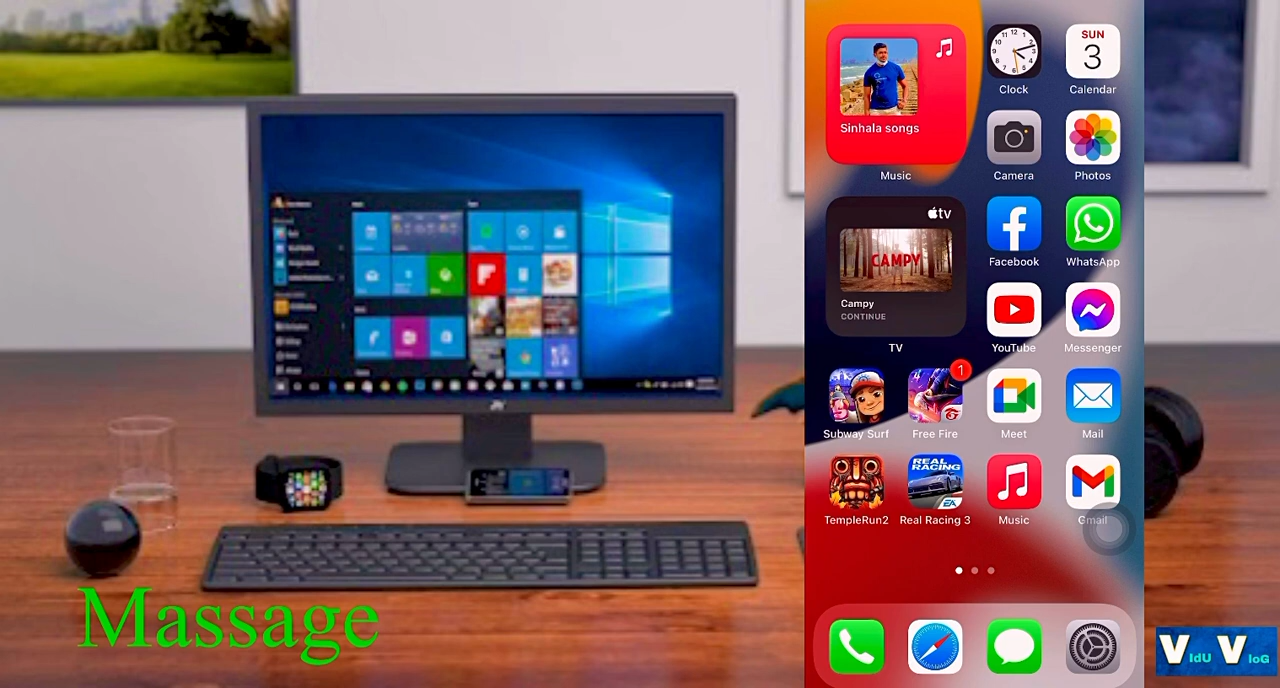 Massage
Sinhala songs
Music
Clock
SUN
3
Calendar
Camera
Photos
tv
CAMPY
Campy
CONTINUE
TV
Facebook
WhatsApp
YouTube
Messenger
1
Subway Surf
Free Fire
Meet
Mail
REAL
RACING
EA
TempleRun2
Real Racing 3
Music
Gmail
VIdU VloG